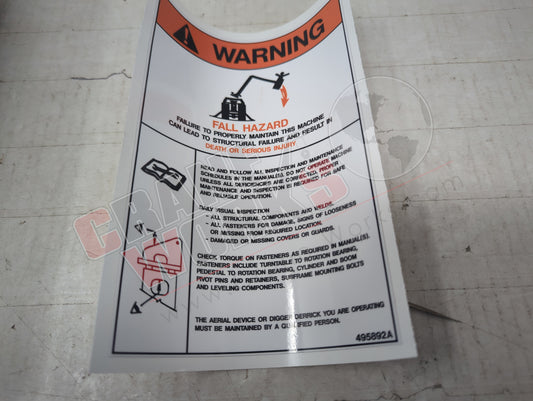 WARNING
FALL HAZARD
FAILURE TO PROPERLY MAINTAIN THIS MACHINE
CAN LEAD TO STRUCTURAL FAILURE AND RESULT IN
DEATH OR SERIOUS INJURY
READ AND FOLLOW ALL INSPECTION AND MAINTENANCE
SCHEDULES IN THE MANUAL(S). DO NOT OPERATE MACHINE
UNLESS ALL DEFICIENCIES ARE CORRECTED. PROPER
MAINTENANCE AND INSPECTION IS REQUIRED FOR SAFE
AND RELIABLE OPERATION.
DAILY VISUAL INSPECTION
- ALL STRUCTURAL COMPONENTS AND WELDS.
- ALL FASTENERS FOR DAMAGE, SIGNS OF LOOSENESS
OR MISSING FROM REQUIRED LOCATION.
- DAMAGED OR MISSING COVERS OR GUARDS.
CHECK TORQUE ON FASTENERS AS REQUIRED IN MANUAL(S).
FASTENERS INCLUDE TURNTABLE TO ROTATION BEARING,
PEDESTAL TO ROTATION BEARING, CYLINDER AND BOOM
PIVOT PINS AND RETAINERS, SUBFRAME MOUNTING BOLTS
AND LEVELING COMPONENTS.
THE AERIAL DEVICE OR DIGGER DERRICK YOU ARE OPERATING
MUST BE MAINTAINED BY A QUALIFIED PERSON.
495892A